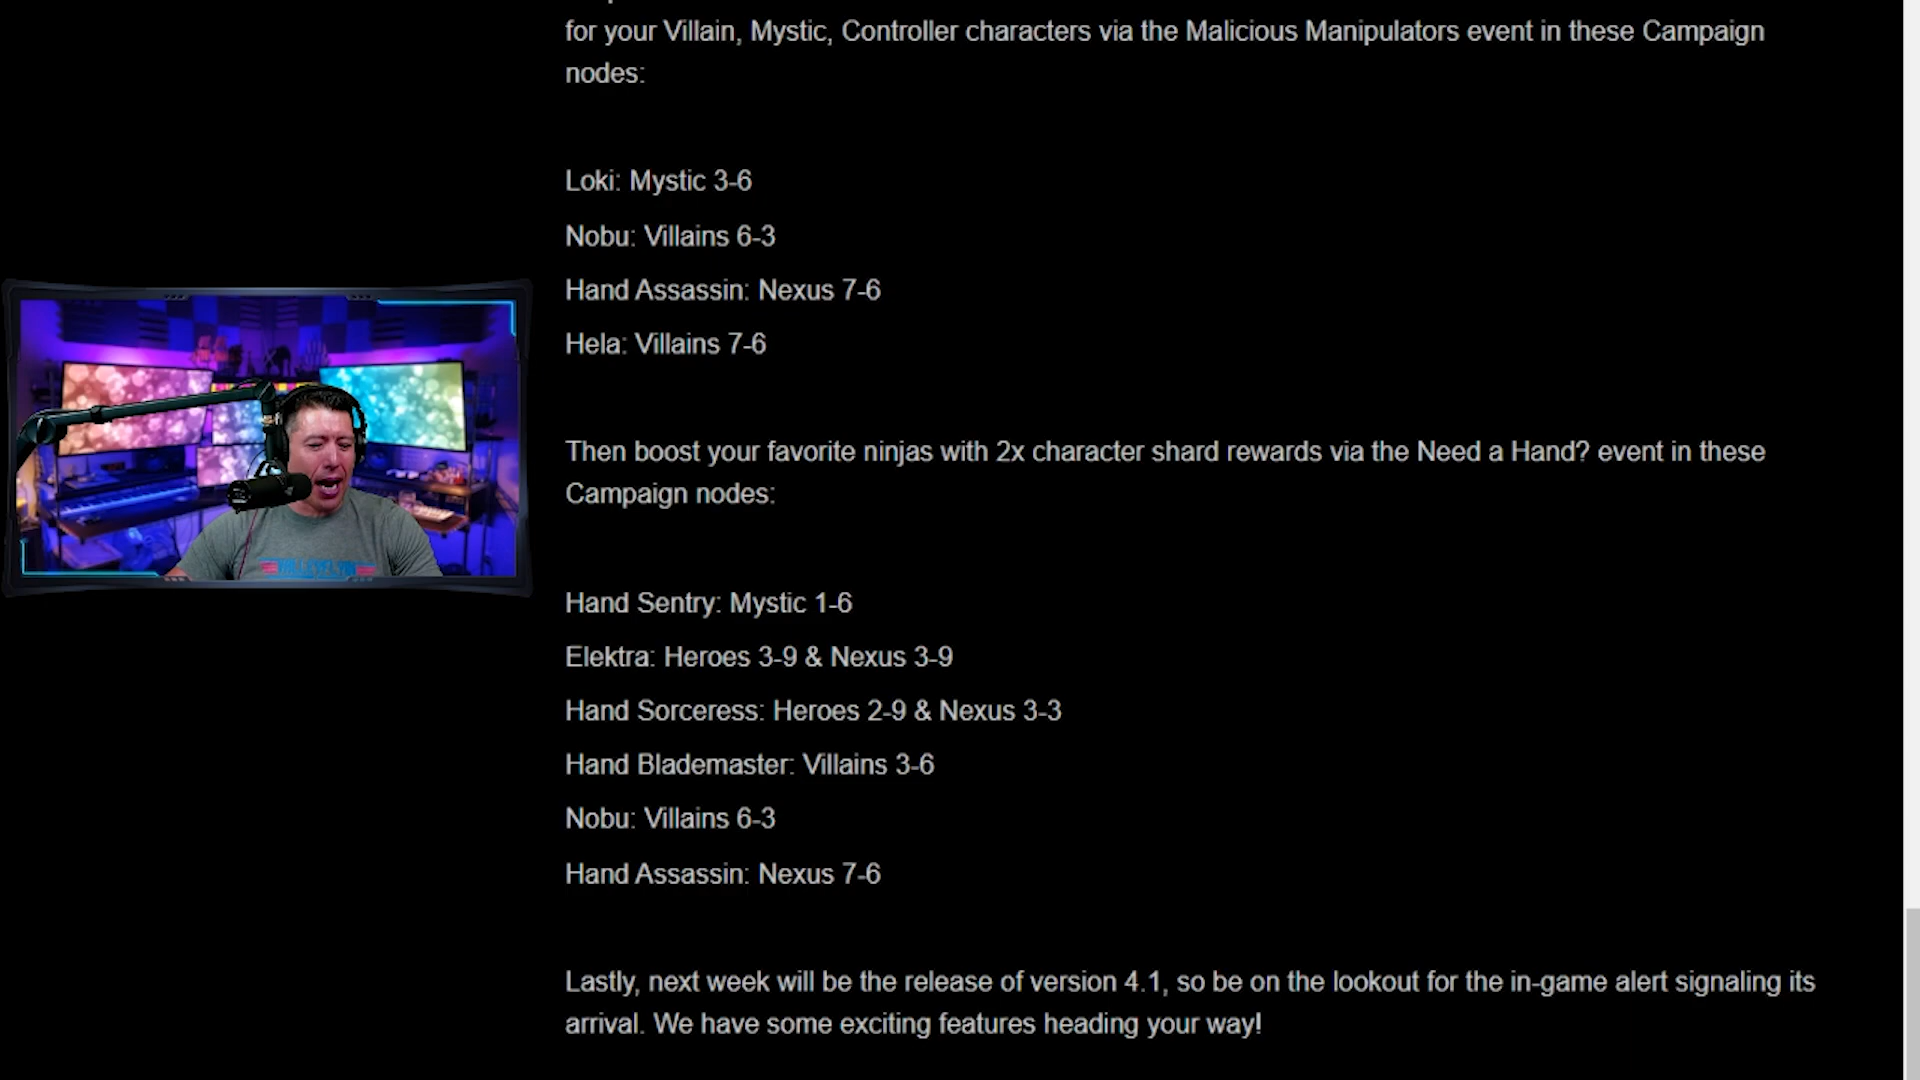 for your Villain, Mystic, Controller characters via the Malicious Manipulators event in these Campaign
nodes:
Loki: Mystic 3-6
Nobu: Villains 6-3
Hand Assassin: Nexus 7-6
Hela: Villains 7-6
Then boost your favorite ninjas with 2x character shard rewards via the Need a Hand? event in these
Campaign nodes:
Hand Sentry: Mystic 1-6
Elektra: Heroes 3-9 & Nexus 3-9
Hand Sorceress: Heroes 2-9 & Nexus 3-3
Hand Blademaster: Villains 3-6
Nobu: Villains 6-3
Hand Assassin: Nexus 7-6
Lastly, next week will be the release of version 4.1, so be on the lookout for the in-game alert signaling its
arrival. We have some exciting features heading your way!